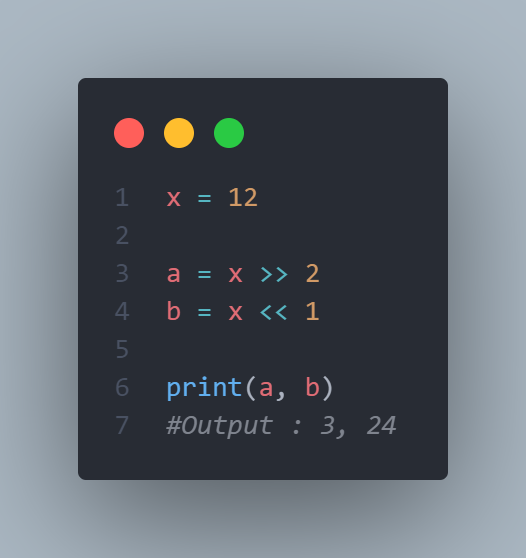 1 x = 12
2
3 a = x >> 2
4 b = x << 1
5
6 print(a, b)
7 #Output : 3, 24